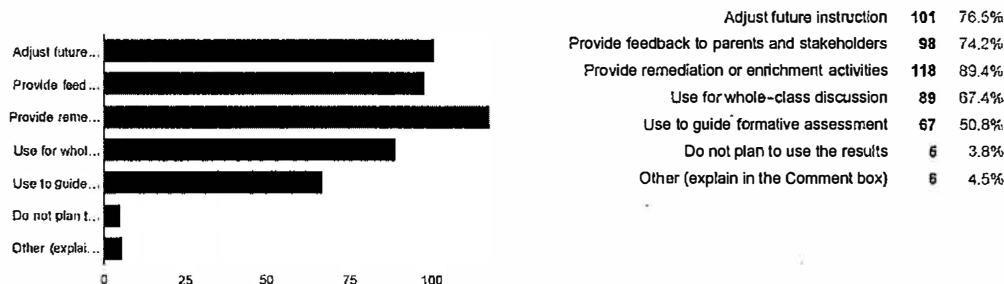 Adjust future...
Provide feed...
Provide reme...
Use for whol...
Use to guide...
Do not plan t...
Other (explai...
0 25 50 75 100
Adjust future instruction 101 76.5%
Provide feedback to parents and stakeholders 98 74.2%
Provide remediation or enrichment activities 118 89.4%
Use for whole-class discussion 89 67.4%
Use to guide formative assessment 67 50.8%
Do not plan to use the results 5 3.8%
Other (explain in the Comment box) 6 4.5%